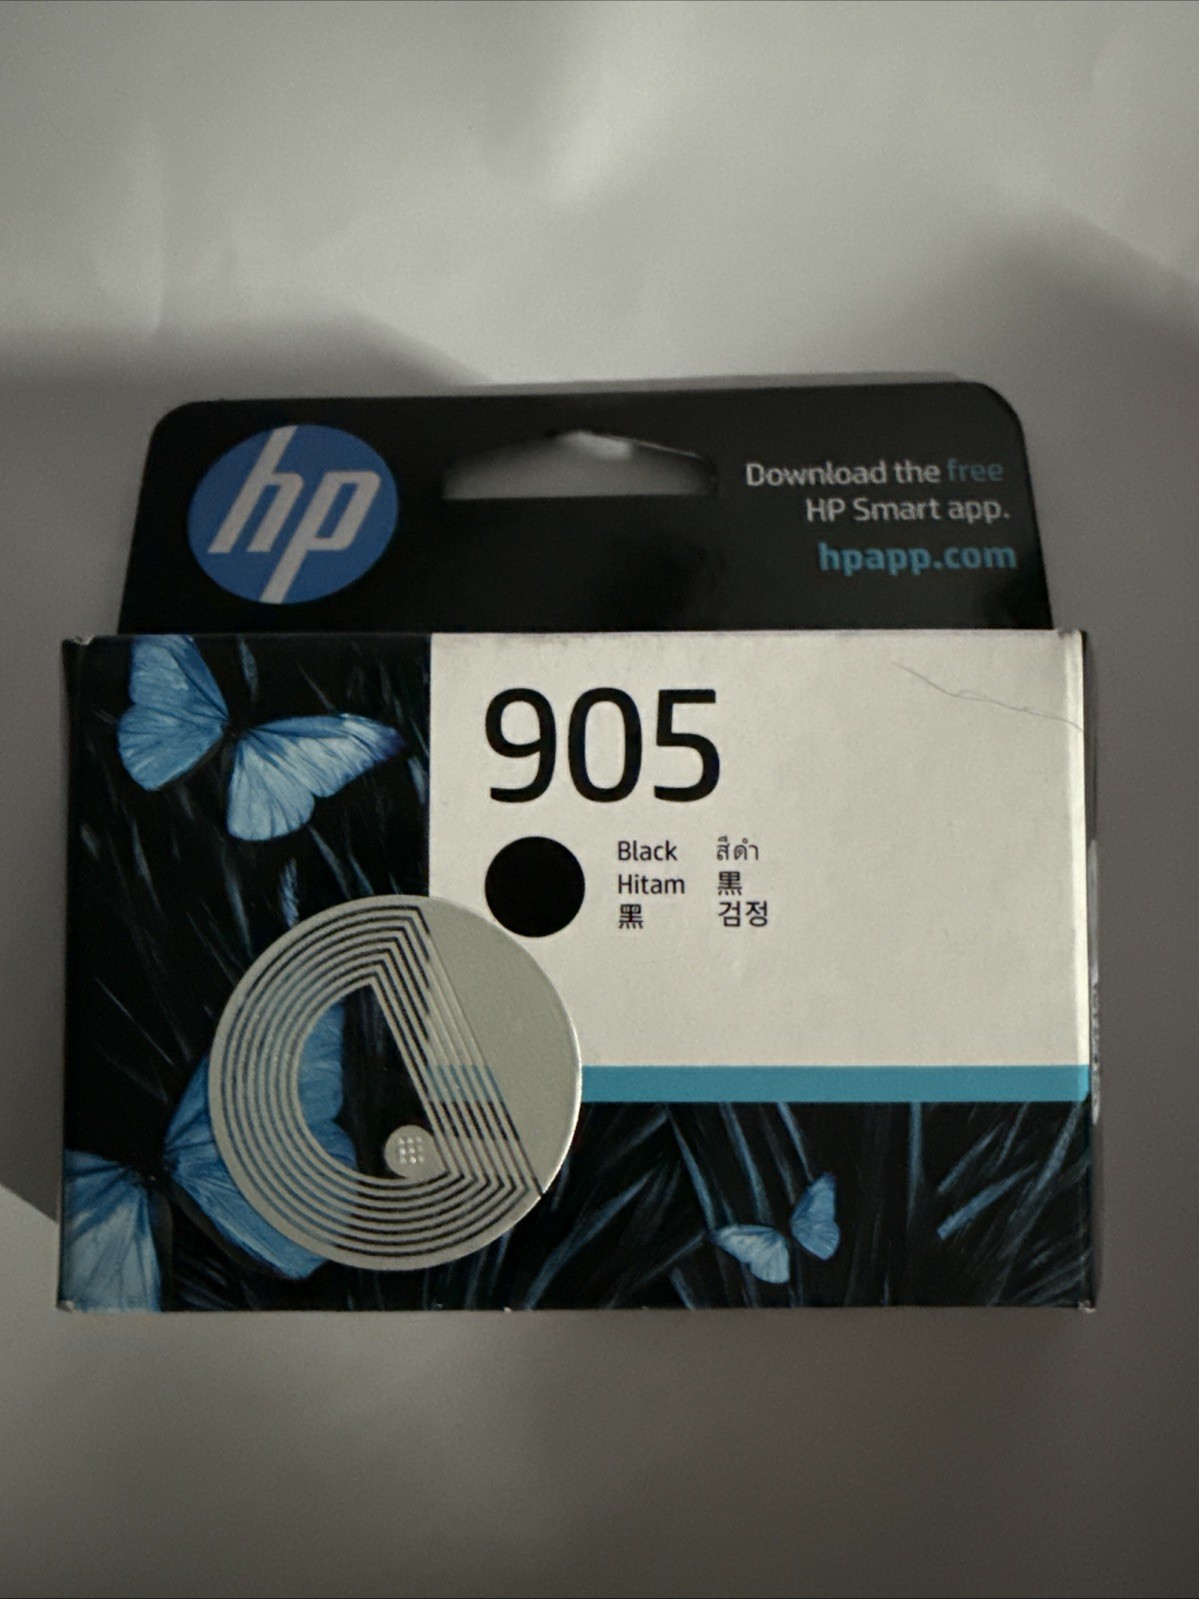 hp
Download the free
HP Smart app.
hpapp.com
905
Black สีดำ
Hitam 黒
黑 검정